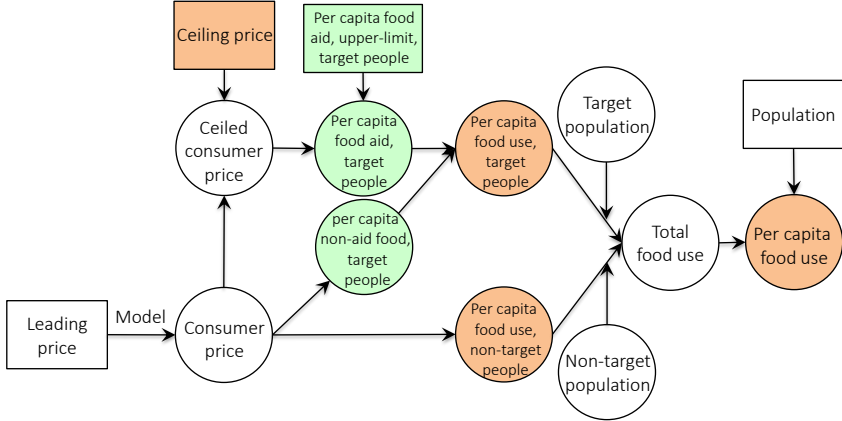 Ceiling price
Per capita food
aid, upper-limit,
target people
Ceiled
consumer
price
Per capita
food aid,
target
people
Per capita
food use,
target
people
Target
population
Population
per capita
non-aid food,
target
people
Total
food use
Per capita
food use
Leading
price
Model
Consumer
price
Per capita
food use,
non-target
people
Non-target
population